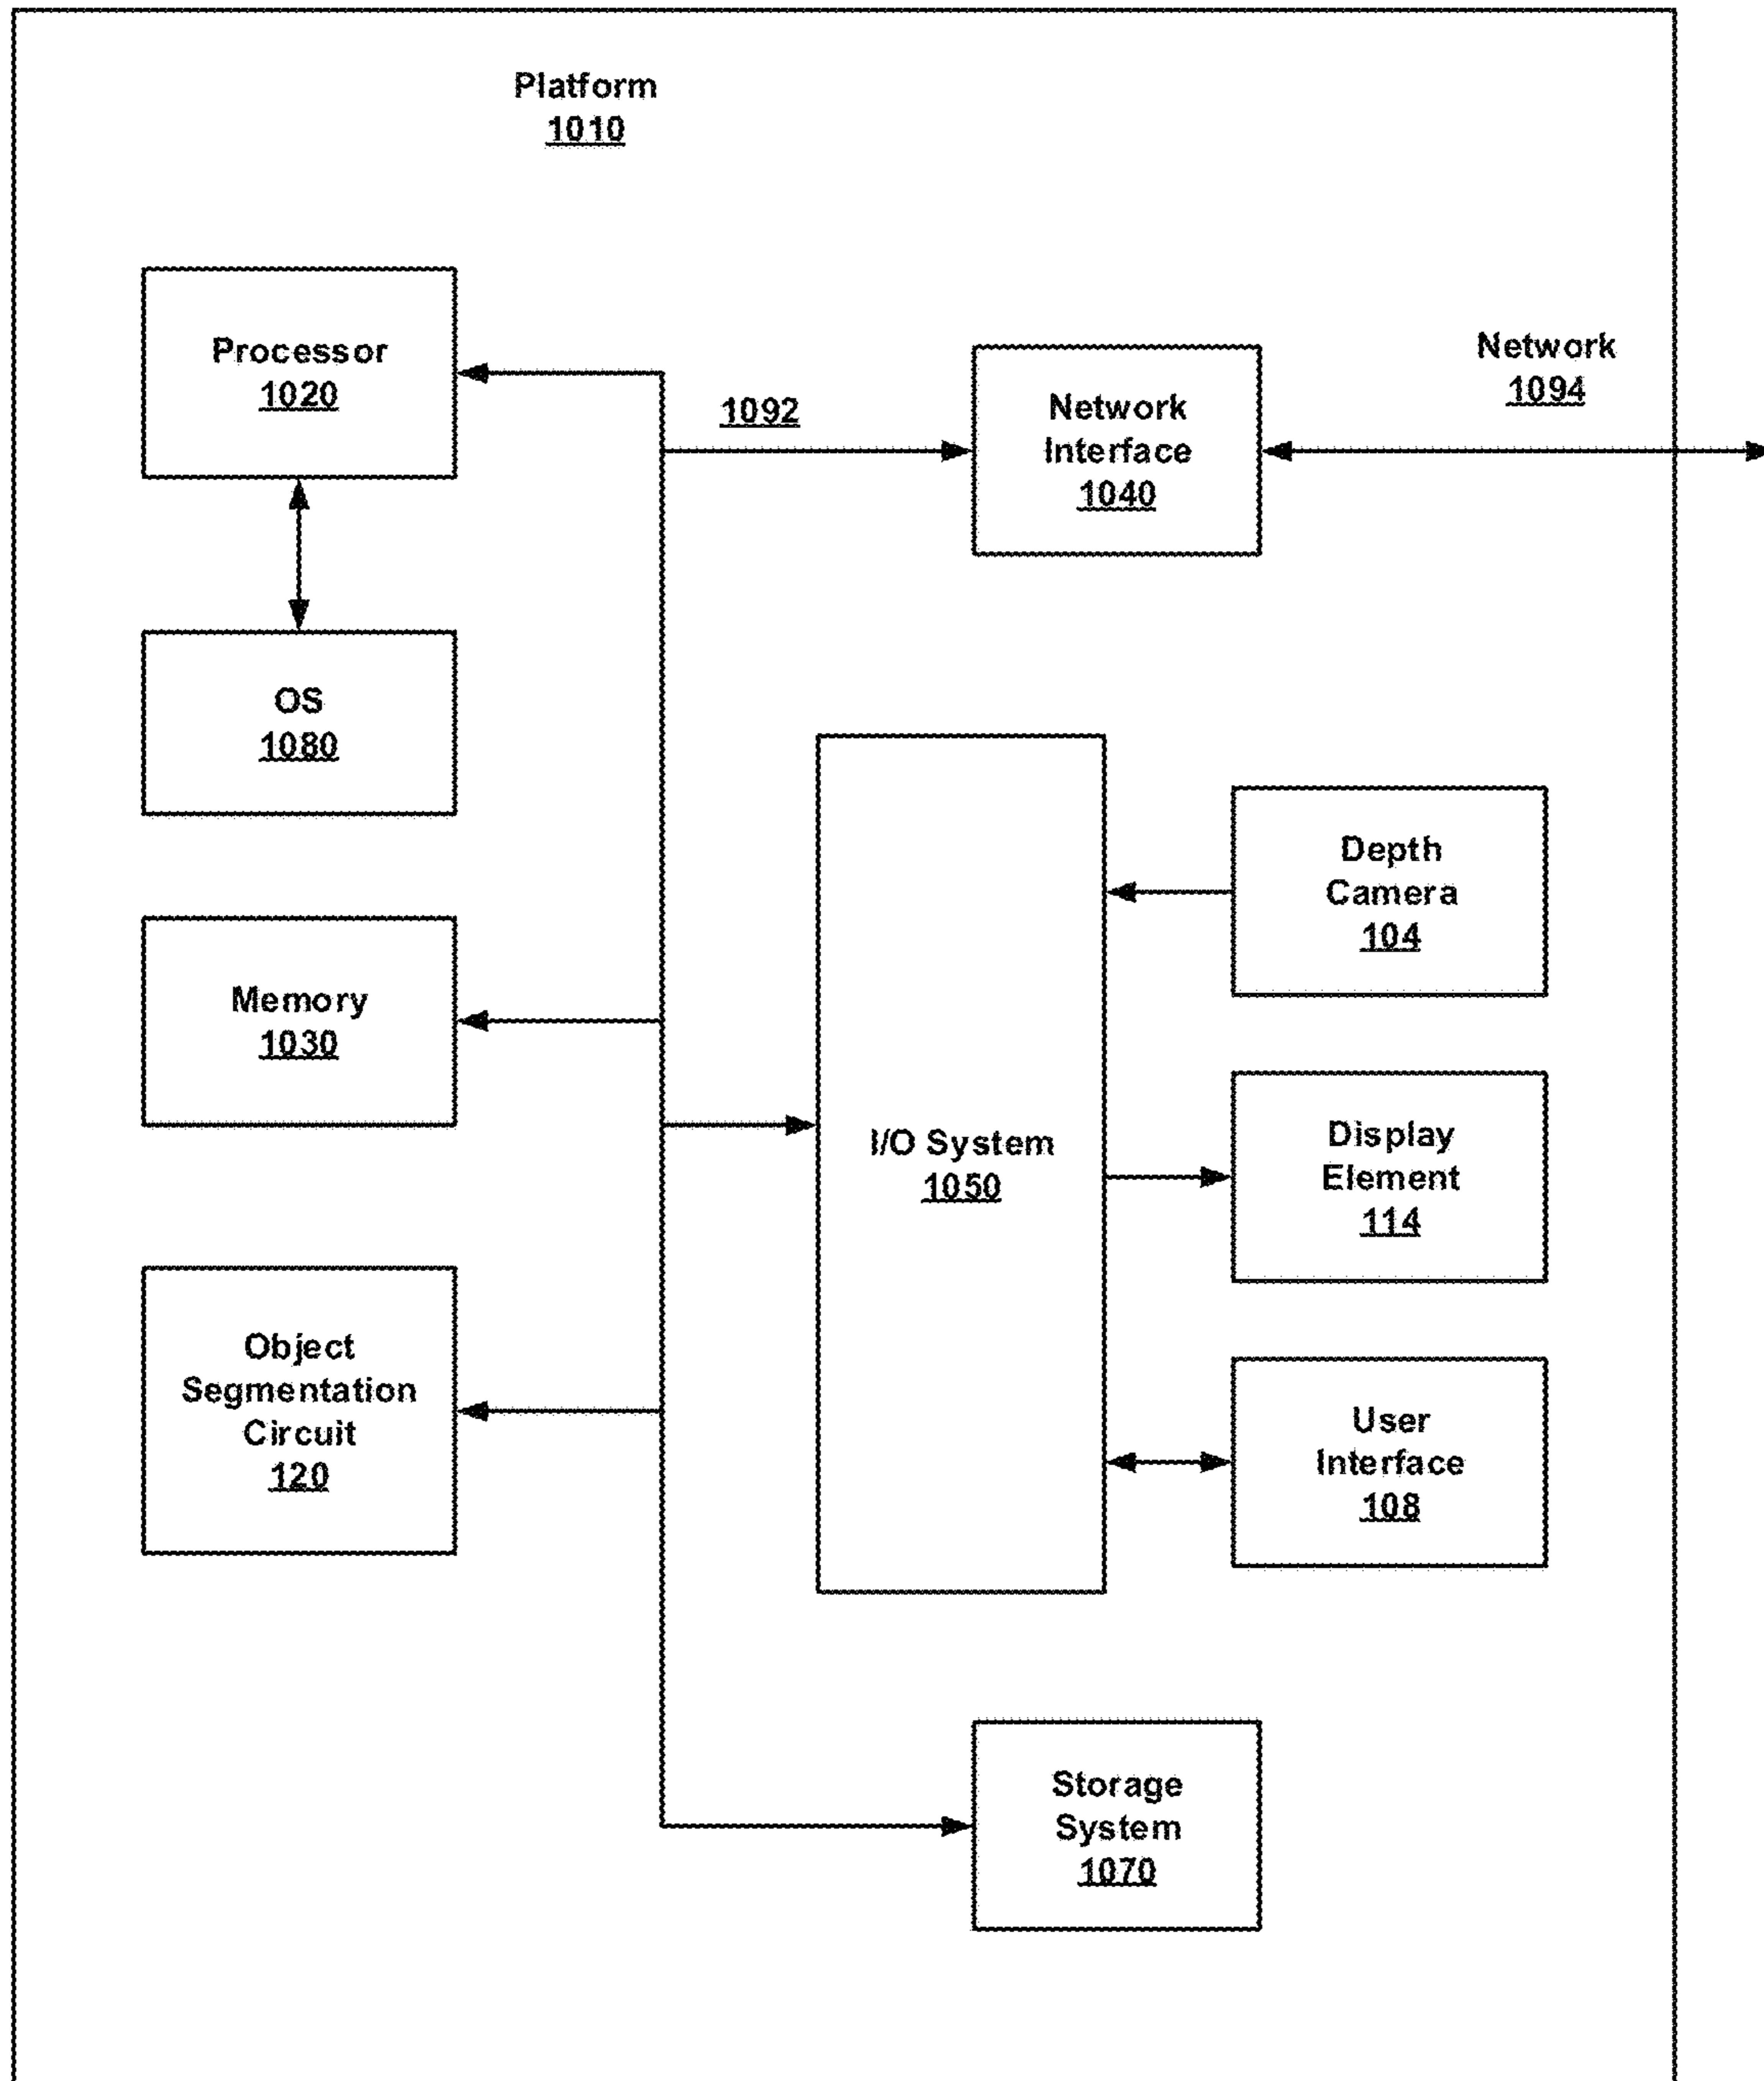 Platform
1010
Processor
1020
1092
Network
Interface
1040
Network
1094
OS
1080
Memory
1030
Object
Segmentation
Circuit
120
I/O System
1050
Depth
Camera
104
Display
Element
114
User
Interface
108
Storage
System
1070